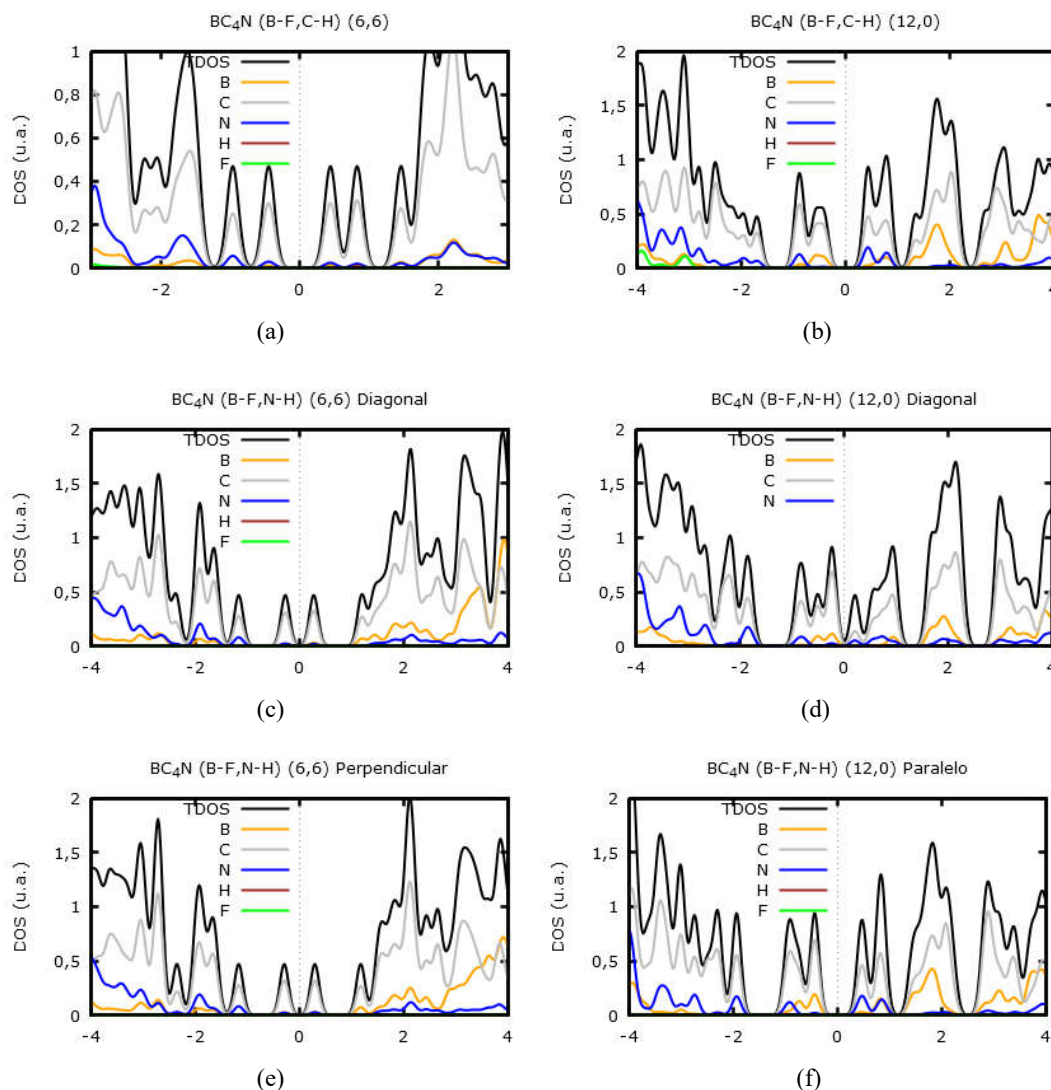 BC₄N (B-F,C-H) (6,6)
DOS (u.a.)
1
0,8
0,6
0,4
0,2
0
TDOS
B
C
N
H
F
-2 0 2
(a)
BC₄N (B-F,C-H) (12,0)
DOS (u.a.)
2
1,5
1
0,5
0
TDOS
B
C
N
H
F
-4 -2 0 2 4
(b)
BC₄N (B-F,N-H) (6,6) Diagonal
DOS (u.a.)
2
1,5
1
0,5
0
TDOS
B
C
N
H
F
-4 -2 0 2 4
(c)
BC₄N (B-F,N-H) (12,0) Diagonal
DOS (u.a.)
2
1,5
1
0,5
0
TDOS
B
C
N
-4 -2 0 2 4
(d)
BC₄N (B-F,N-H) (6,6) Perpendicular
DOS (u.a.)
2
1,5
1
0,5
0
TDOS
B
C
N
H
F
-4 -2 0 2 4
(e)
BC₄N (B-F,N-H) (12,0) Paralelo
DOS (u.a.)
2
1,5
1
0,5
0
TDOS
B
C
N
H
F
-4 -2 0 2 4
(f)